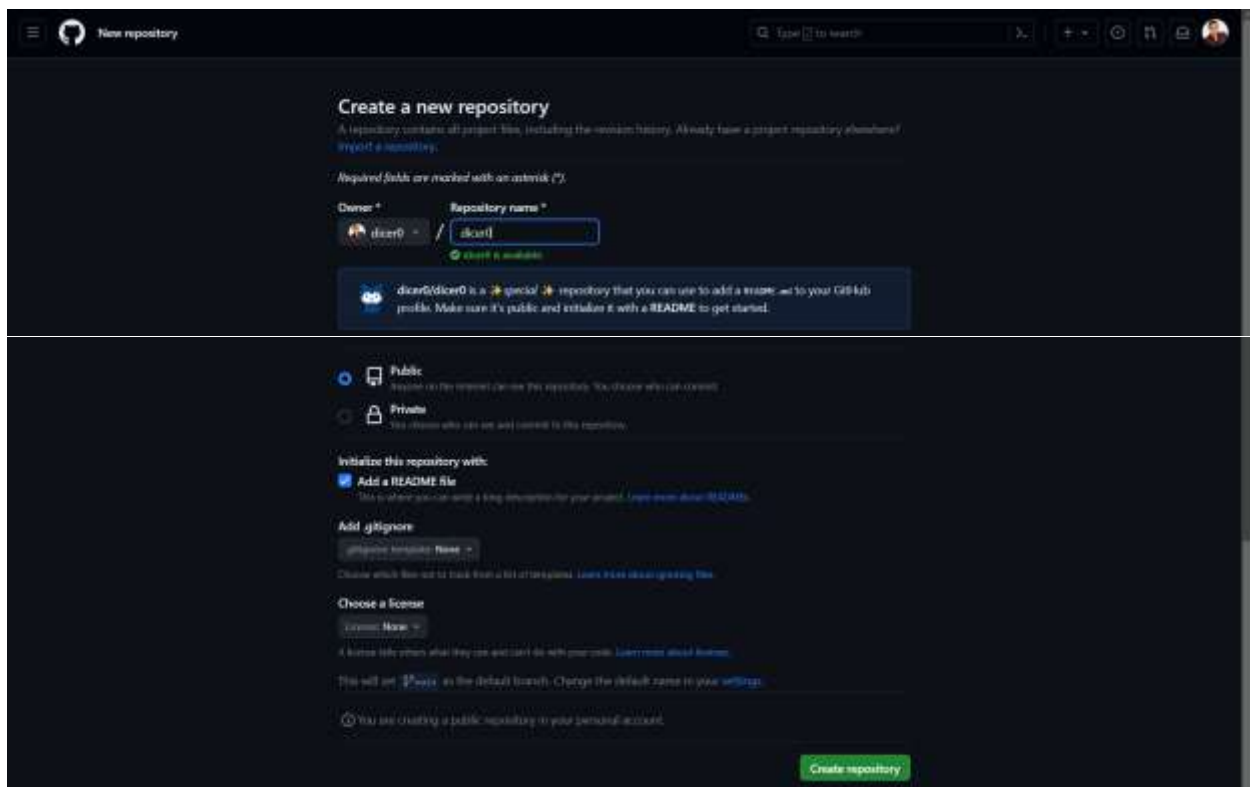 New repository
Type / to search
Create a new repository
A repository contains all project files, including the revision history. Already have a project repository elsewhere?
Import a repository.
Required fields are marked with an asterisk (*).
Owner *
Repository name *
dicer0 / dicer0
dicer0 is available.
dicer0/dicer0 is a ✨ special ✨ repository that you can use to add a README.md to your GitHub
profile. Make sure it's public and initialize it with a README to get started.
Public
Anyone on the internet can see this repository. You choose who can commit.
Private
You choose who can see and commit to this repository.
Initialize this repository with:
Add a README file
This is where you can write a long description for your project. Learn more about READMEs.
Add .gitignore
.gitignore template: None
Choose which files not to track from a list of templates. Learn more about ignoring files.
Choose a license
License: None
A license tells others what they can and can't do with your code. Learn more about licenses.
This will set main as the default branch. Change the default name in your settings.
You are creating a public repository in your personal account.
Create repository